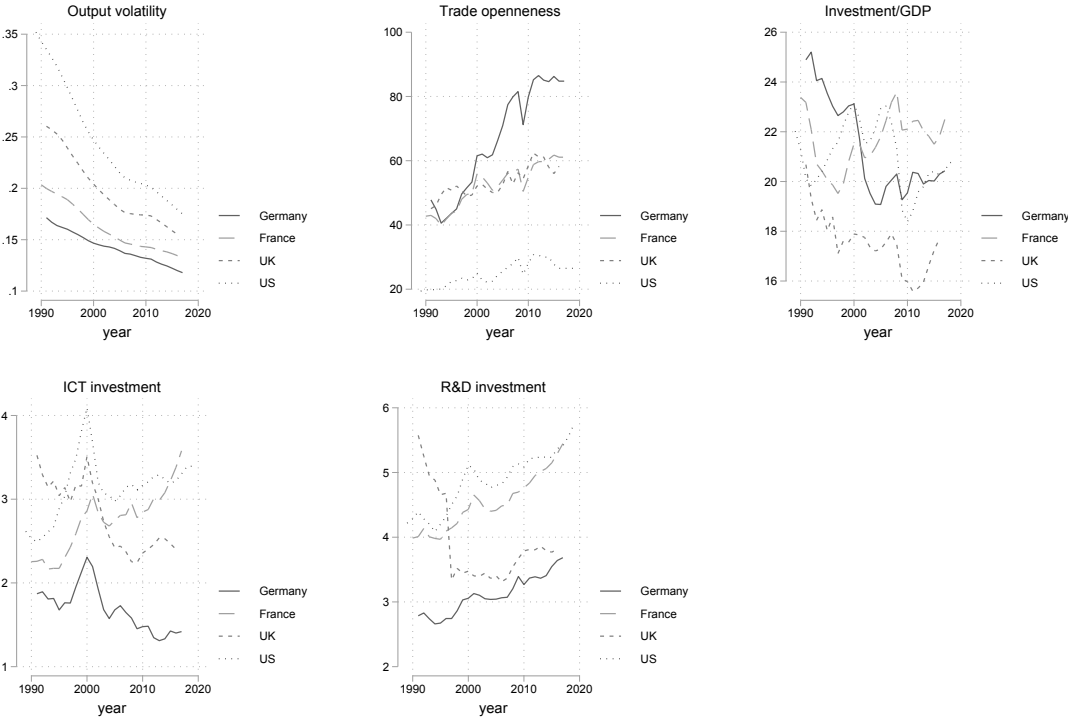 Output volatility
.35
.3
.25
.2
.15
.1
1990 2000 2010 2020
year
Germany
France
UK
US
Trade openneness
100
80
60
40
20
1990 2000 2010 2020
year
Germany
France
UK
US
Investment/GDP
26
24
22
20
18
16
1990 2000 2010 2020
year
Germany
France
UK
US
ICT investment
4
3
2
1
1990 2000 2010 2020
year
Germany
France
UK
US
R&D investment
6
5
4
3
2
1990 2000 2010 2020
year
Germany
France
UK
US